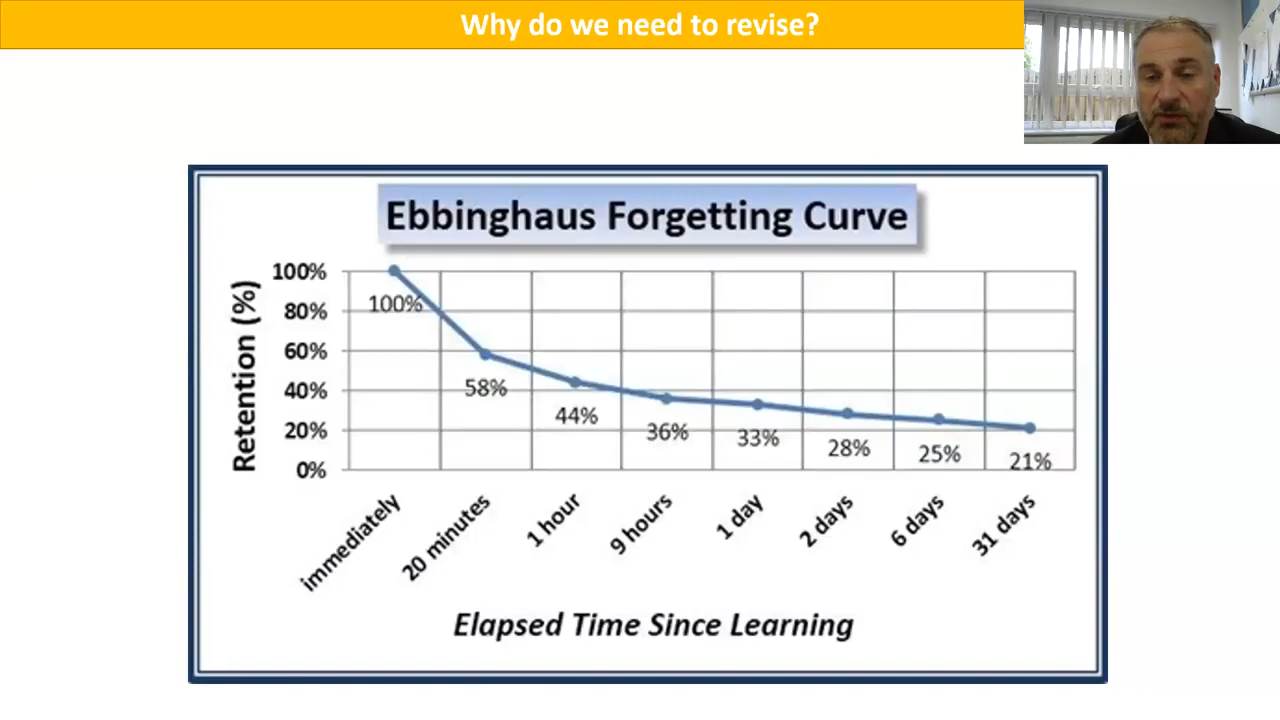 Why do we need to revise?
Ebbinghaus Forgetting Curve
Retention (%)
100%
80%
60%
40%
20%
0%
100%
58%
44%
36%
33%
28%
25%
21%
immediately
20 minutes
1 hour
9 hours
1 day
2 days
6 days
31 days
Elapsed Time Since Learning